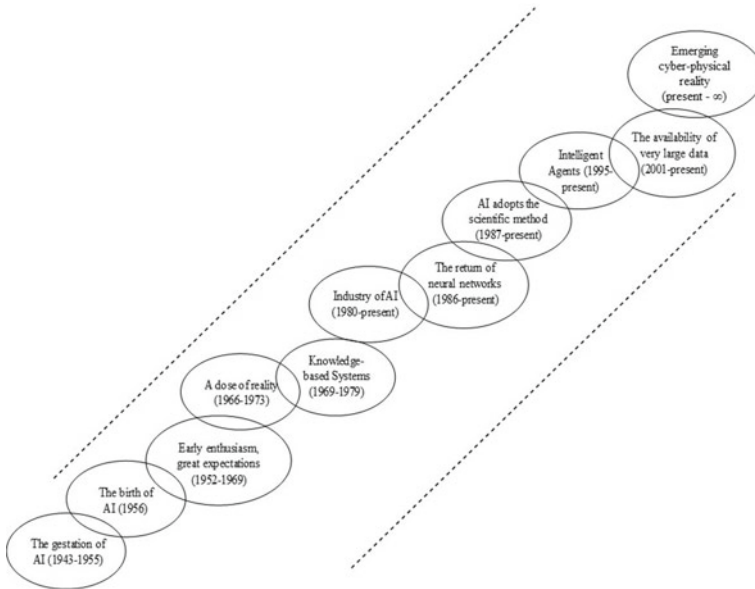 Emerging
cyber-physical
reality
(present - ∞)
The availability of
very large data
(2001-present)
Intelligent
Agents (1995-
present)
AI adopts the
scientific method
(1987-present)
The return of
neural networks
(1986-present)
Industry of AI
(1980-present)
Knowledge-
based Systems
(1969-1979)
A dose of reality
(1966-1973)
Early enthusiasm,
great expectations
(1952-1969)
The birth of
AI (1956)
The gestation of
AI (1943-1955)